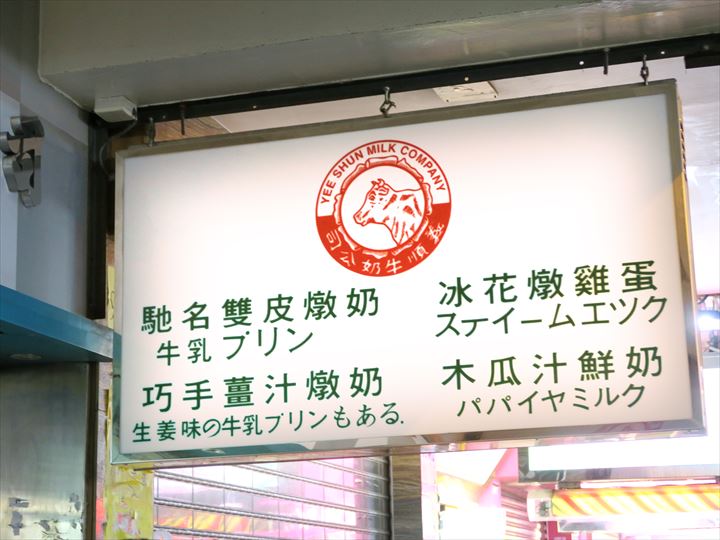 YEE SHUN MILK COMPANY
司公奶牛順義
馳名雙皮燉奶
牛乳プリン
巧手薑汁燉奶
生姜味の牛乳プリンもある.
冰花燉雞蛋
ステイームエツク
木瓜汁鮮奶
パパイヤミルク